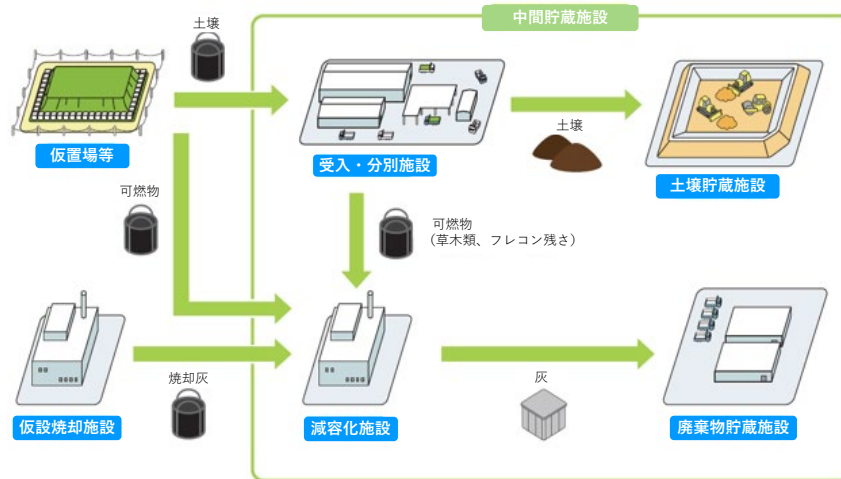 中間貯蔵施設
土壌
仮置場等
受入・分別施設
土壌
土壌貯蔵施設
可燃物
可燃物
（草木類、フレコン残さ）
焼却灰
灰
仮設焼却施設
減容化施設
廃棄物貯蔵施設